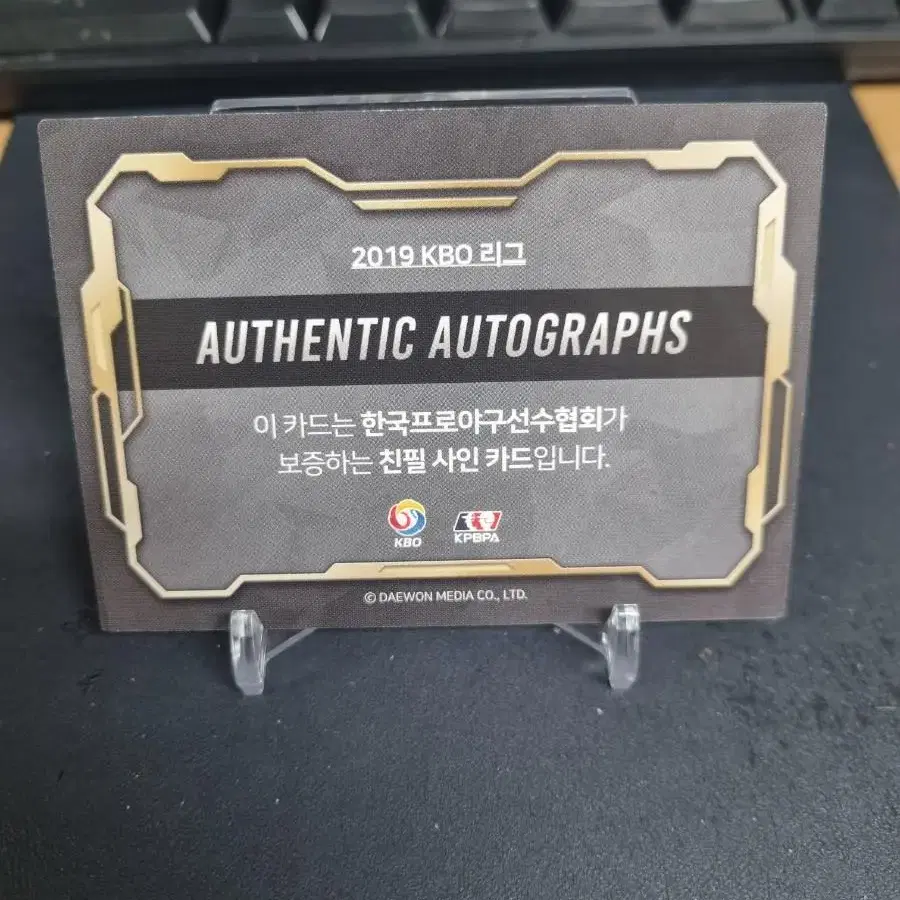 2019 KBO 리그
AUTHENTIC AUTOGRAPHS
이 카드는 한국프로야구선수협회가
보증하는 친필 사인 카드입니다.
KBO KPBPA
© DAEWON MEDIA CO., LTD.